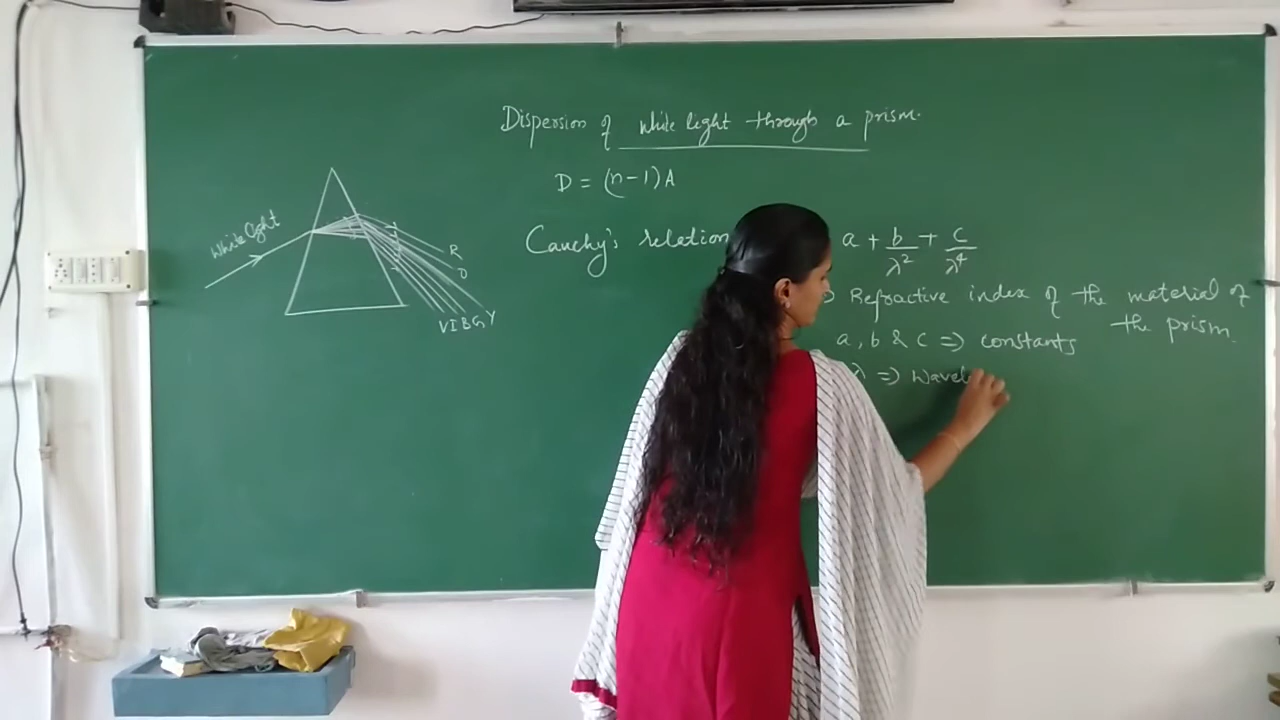 Dispersion of white light through a prism.
D = (n-1)A
White light
R
O
VIBGY
Cauchy's relation a + b/λ² + c/λ⁴
Refractive index of the material of
the prism.
a, b & c ⇒ constants
λ ⇒ Wavel